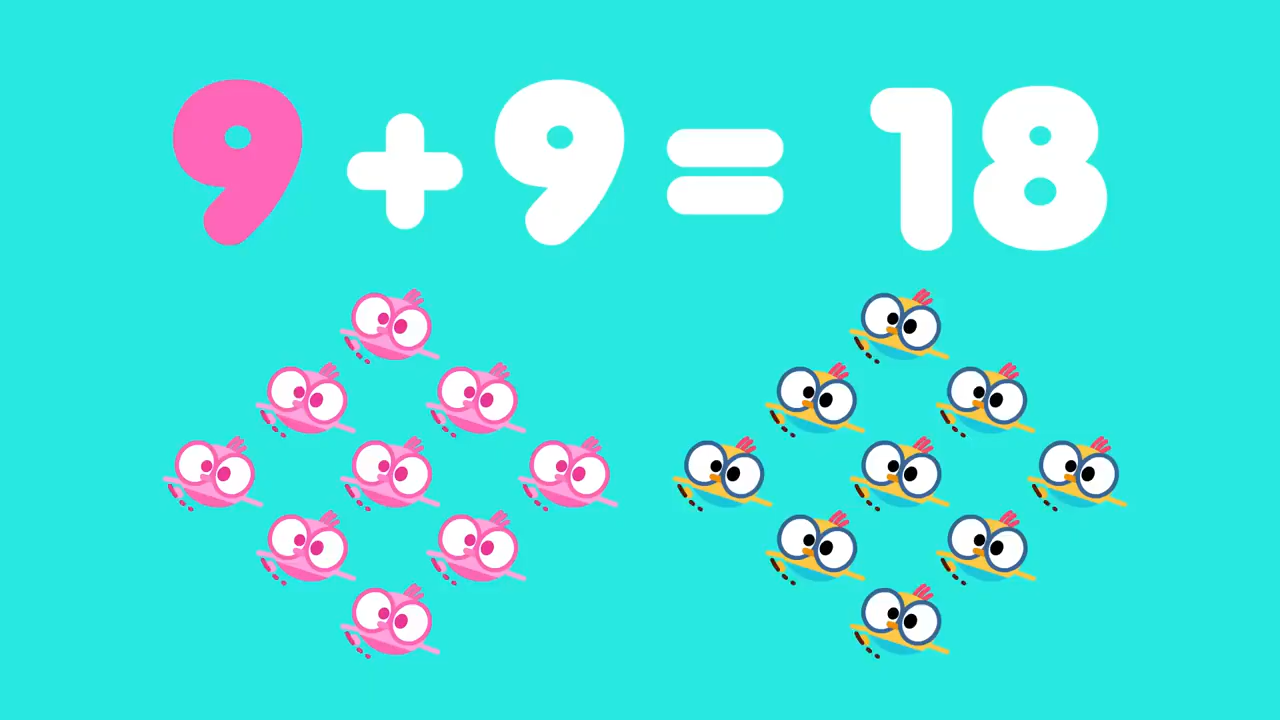 9 + 9 = 18